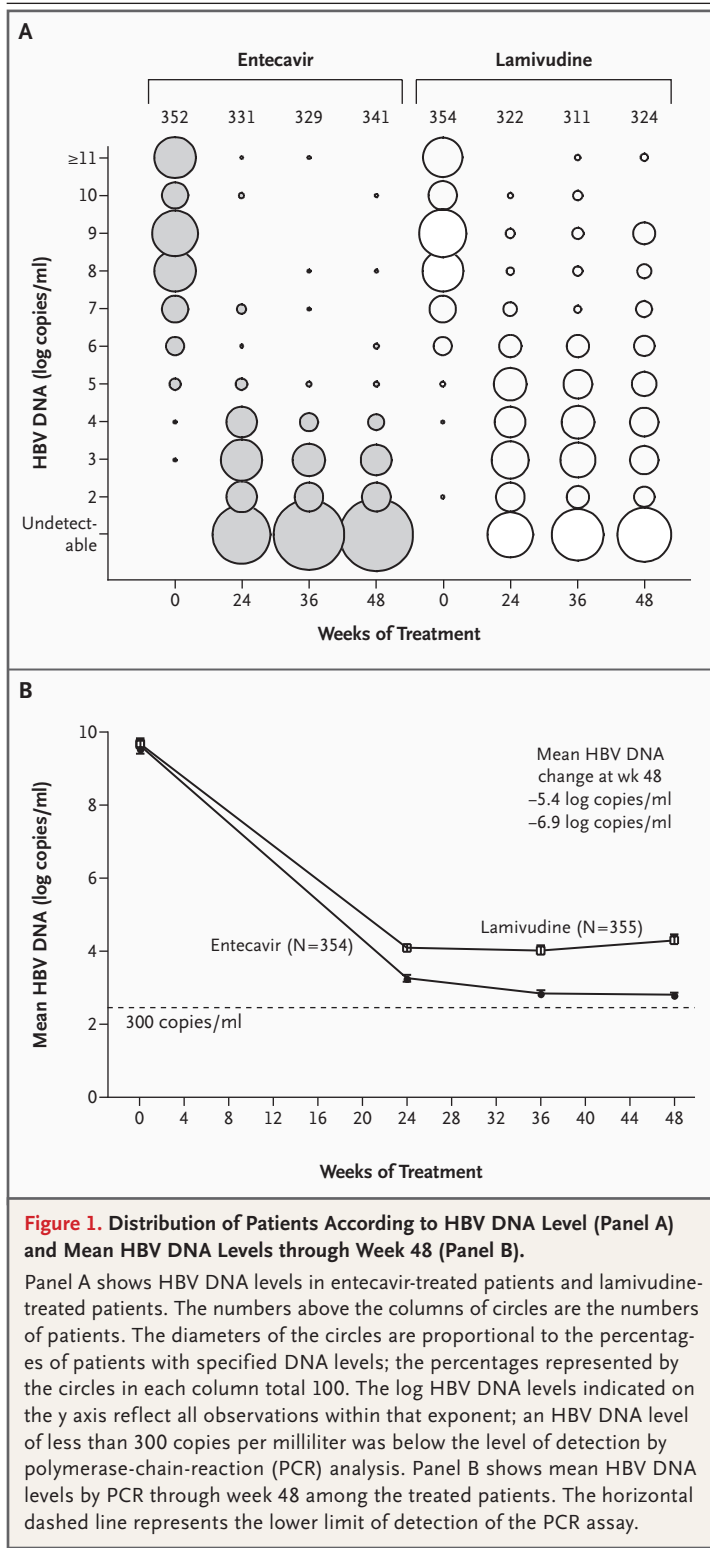 A
Entecavir Lamivudine
352 331 329 341 354 322 311 324
≥11
10
9
8
7
6
5
4
3
2
Undetect-
able
HBV DNA (log copies/ml)
0 24 36 48 0 24 36 48
Weeks of Treatment
B
10
8
6
4
2
0
Mean HBV DNA (log copies/ml)
Mean HBV DNA
change at wk 48
–5.4 log copies/ml
–6.9 log copies/ml
Lamivudine (N=355)
Entecavir (N=354)
300 copies/ml
0 4 8 12 16 20 24 28 32 36 40 44 48
Weeks of Treatment
Figure 1. Distribution of Patients According to HBV DNA Level (Panel A)
and Mean HBV DNA Levels through Week 48 (Panel B).
Panel A shows HBV DNA levels in entecavir-treated patients and lamivudine-
treated patients. The numbers above the columns of circles are the numbers
of patients. The diameters of the circles are proportional to the percentag-
es of patients with specified DNA levels; the percentages represented by
the circles in each column total 100. The log HBV DNA levels indicated on
the y axis reflect all observations within that exponent; an HBV DNA level
of less than 300 copies per milliliter was below the level of detection by
polymerase-chain-reaction (PCR) analysis. Panel B shows mean HBV DNA
levels by PCR through week 48 among the treated patients. The horizontal
dashed line represents the lower limit of detection of the PCR assay.